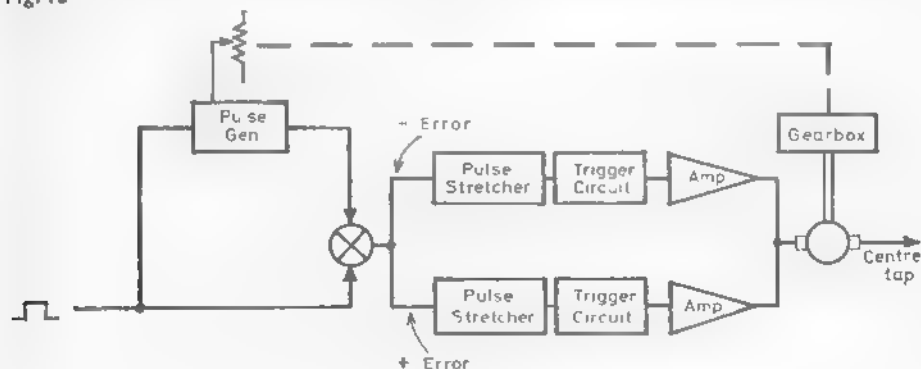 Pulse
Gen
- Error
Pulse
Stretcher
Trigger
Circuit
Amp
Gearbox
Centre
tap
Pulse
Stretcher
Trigger
Circuit
Amp
+ Error